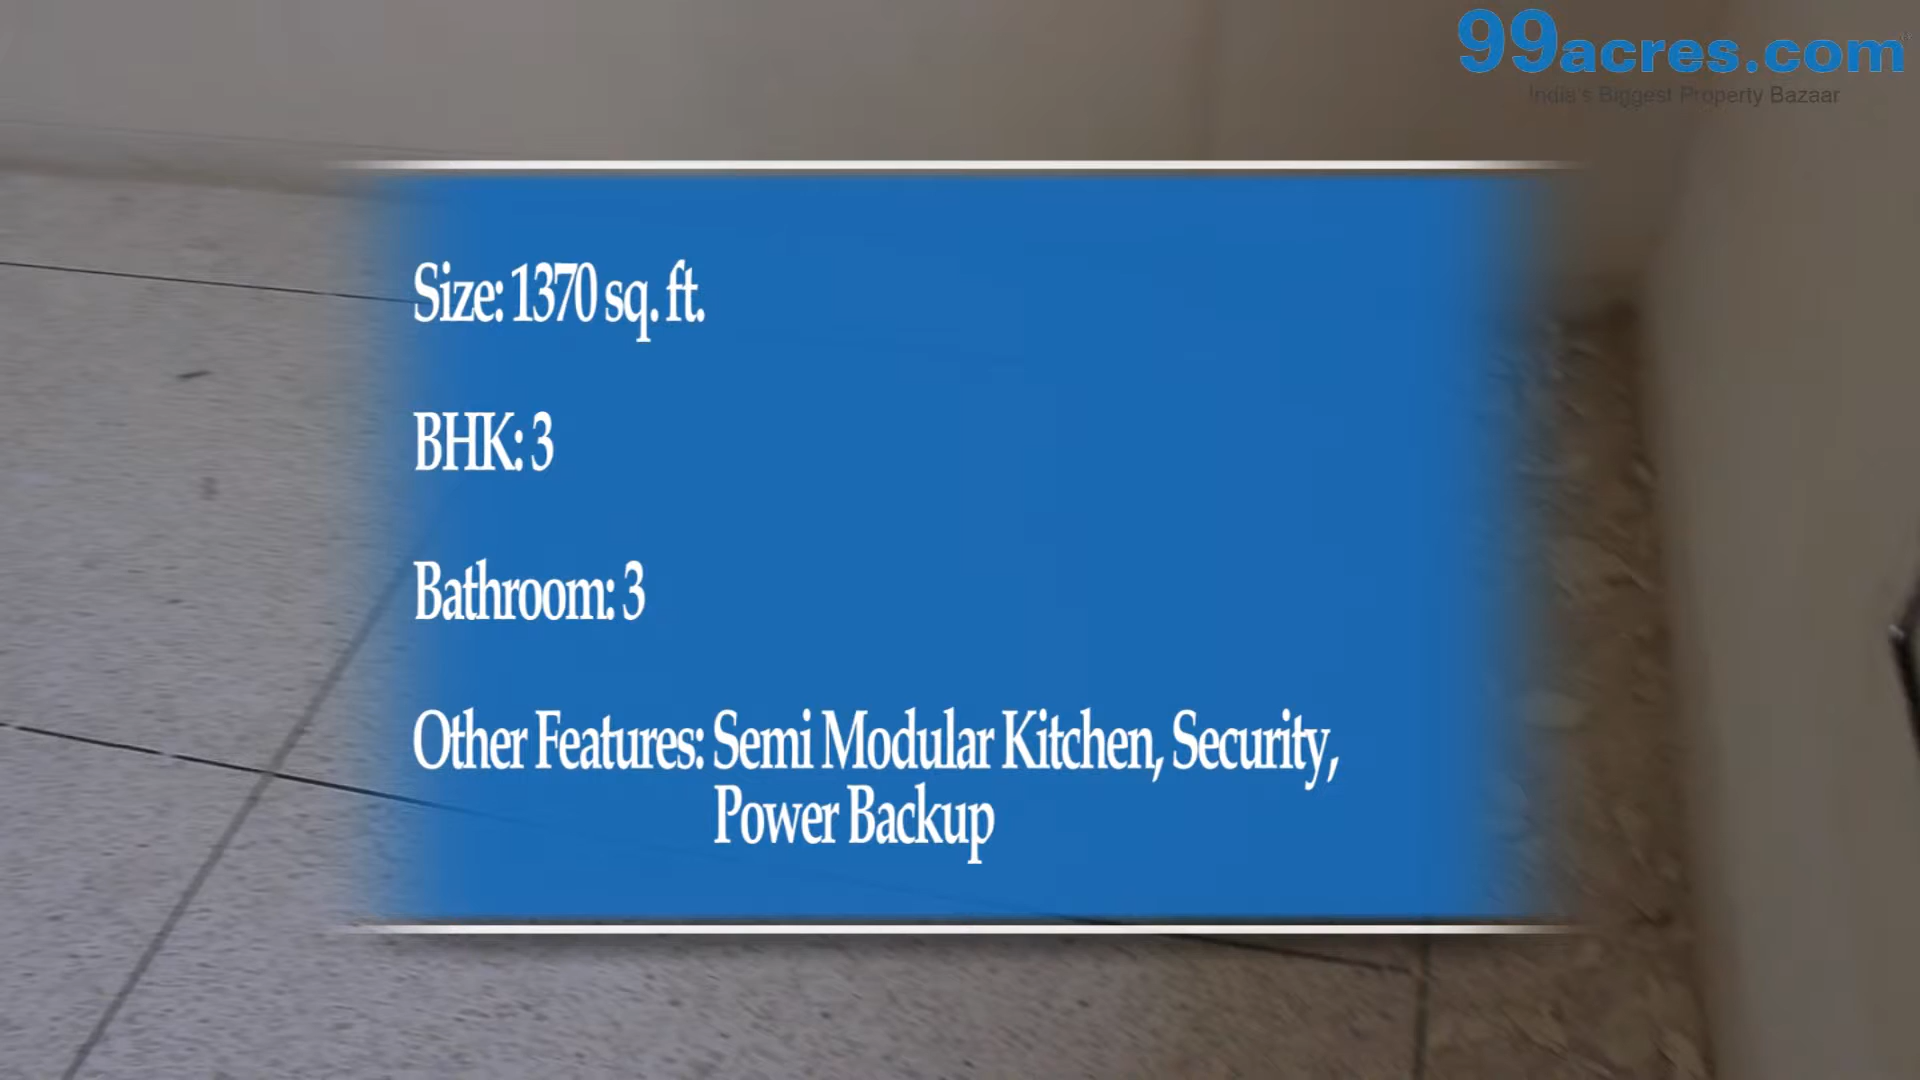 99acres.com
India's Biggest Property Bazaar
Size: 1370 sq. ft.
BHK: 3
Bathroom: 3
Other Features: Semi Modular Kitchen, Security,
Power Backup